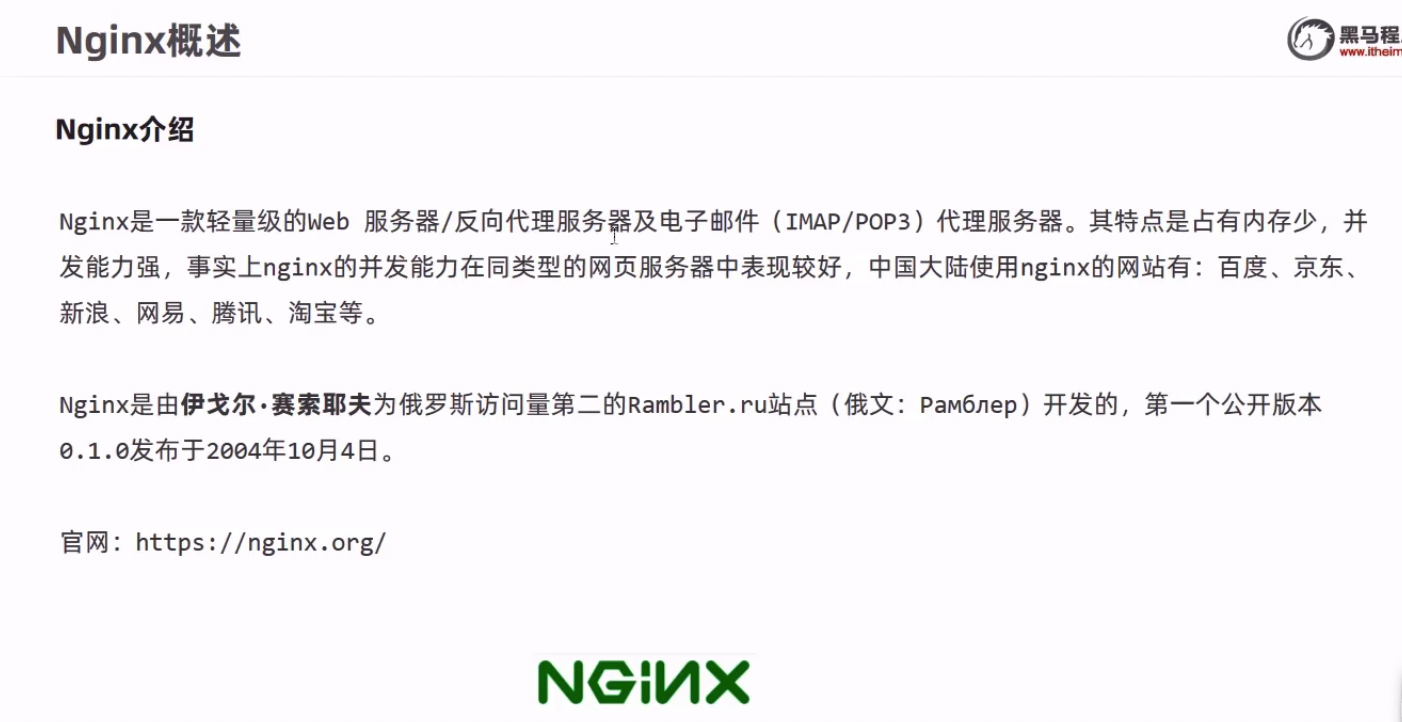 Nginx概述
黑马程
www.itheim
Nginx介绍
Nginx是一款轻量级的Web 服务器/反向代理服务器及电子邮件（IMAP/POP3）代理服务器。其特点是占有内存少，并
发能力强，事实上nginx的并发能力在同类型的网页服务器中表现较好，中国大陆使用nginx的网站有：百度、京东、
新浪、网易、腾讯、淘宝等。
Nginx是由伊戈尔·赛索耶夫为俄罗斯访问量第二的Rambler.ru站点（俄文：Рамблер）开发的，第一个公开版本
0.1.0发布于2004年10月4日。
官网：https://nginx.org/
NGiNX